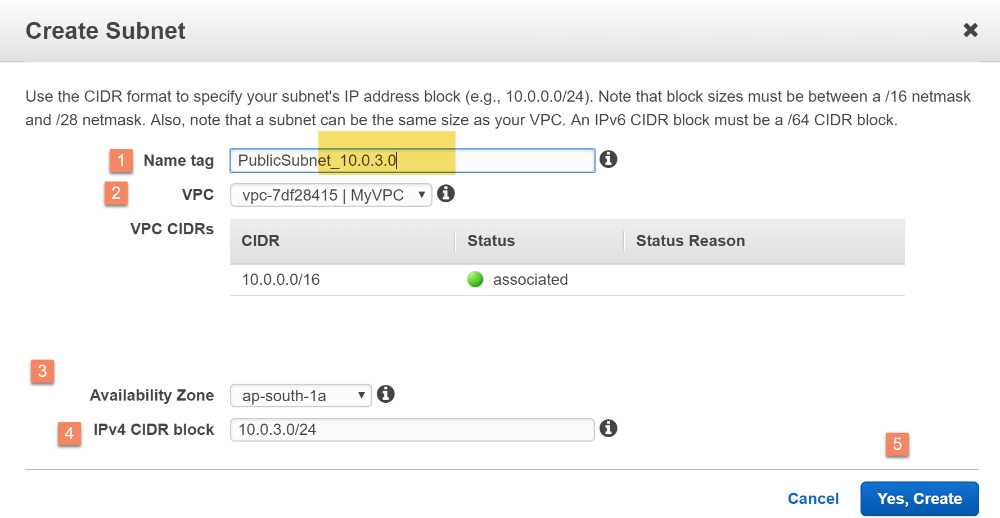 Create Subnet
Use the CIDR format to specify your subnet's IP address block (e.g., 10.0.0.0/24). Note that block sizes must be between a /16 netmask
and /28 netmask. Also, note that a subnet can be the same size as your VPC. An IPv6 CIDR block must be a /64 CIDR block.
1 Name tag PublicSubnet_10.0.3.0
2 VPC vpc-7df28415 | MyVPC
VPC CIDRs
CIDR Status Status Reason
10.0.0.0/16 associated
3
Availability Zone ap-south-1a
4 IPv4 CIDR block 10.0.3.0/24
5
Cancel Yes, Create